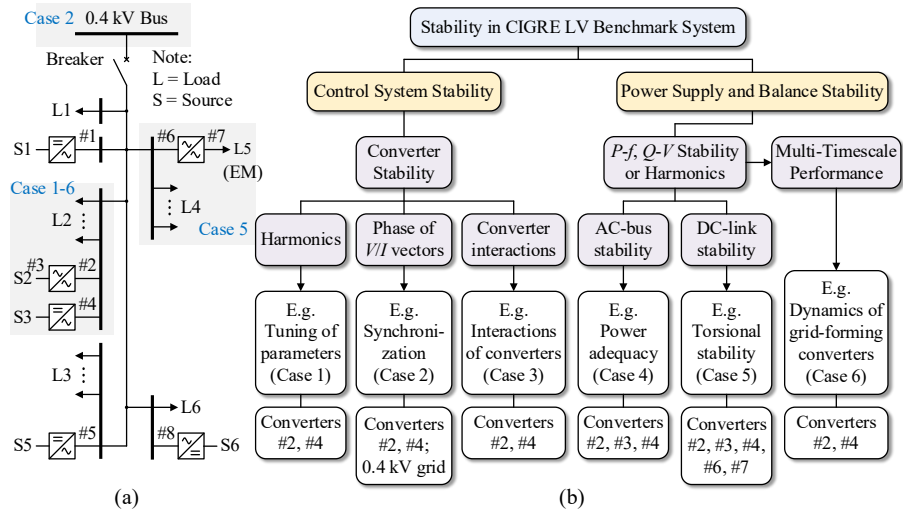 Case 2
0.4 kV Bus
Breaker
Note:
L = Load
S = Source
L1
S1
#1
#6
#7
L5
(EM)
Case 1-6
L2
L4
Case 5
#3
#2
S2
#4
S3
L3
L6
S5
#5
#8
S6
(a)
Stability in CIGRE LV Benchmark System
Control System Stability
Power Supply and Balance Stability
Converter
Stability
P-f, Q-V Stability
or Harmonics
Multi-Timescale
Performance
Harmonics
Phase of
V/I vectors
Converter
interactions
AC-bus
stability
DC-link
stability
E.g.
Tuning of
parameters
(Case 1)
E.g.
Synchroni-
zation
(Case 2)
E.g.
Interactions
of converters
(Case 3)
E.g.
Power
adequacy
(Case 4)
E.g.
Torsional
stability
(Case 5)
E.g.
Dynamics of
grid-forming
converters
(Case 6)
Converters
#2, #4
Converters
#2, #4;
0.4 kV grid
Converters
#2, #4
Converters
#2, #3, #4
Converters
#2, #3, #4,
#6, #7
Converters
#2, #4
(b)